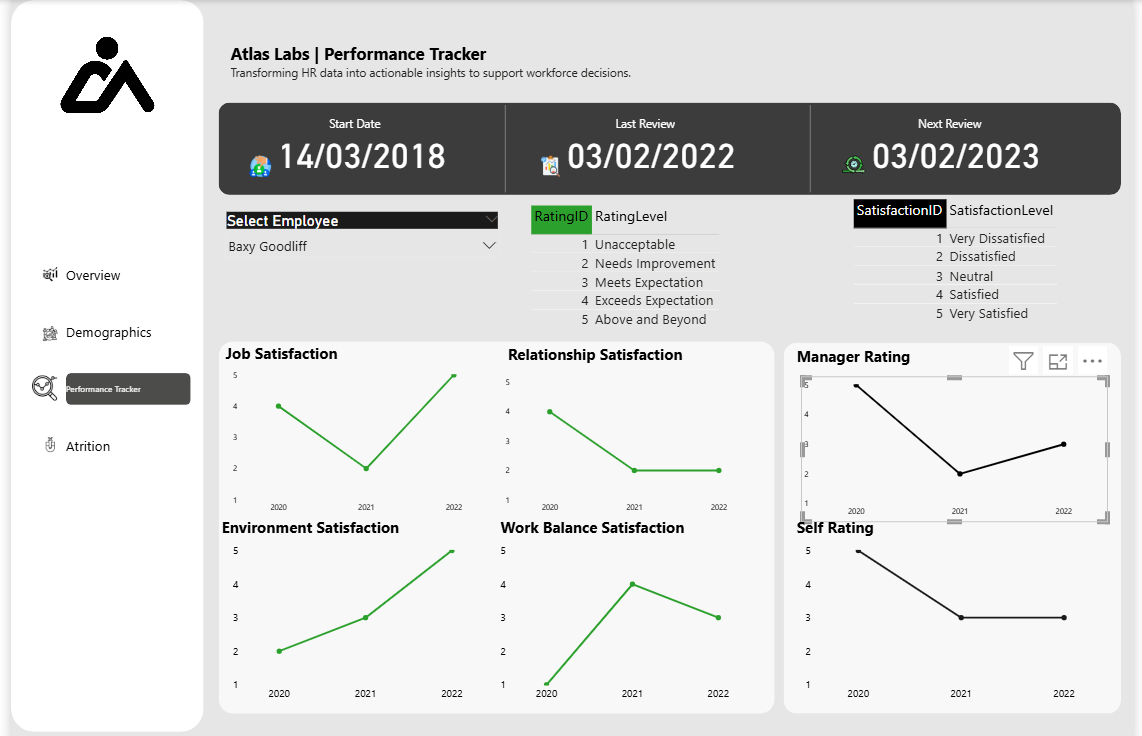 Atlas Labs | Performance Tracker
Transforming HR data into actionable insights to support workforce decisions.
Start Date
14/03/2018
Last Review
03/02/2022
Next Review
03/02/2023
Overview
Demographics
Performance Tracker
Atrition
Select Employee
Baxy Goodliff
RatingID RatingLevel
1 Unacceptable
2 Needs Improvement
3 Meets Expectation
4 Exceeds Expectation
5 Above and Beyond
SatisfactionID SatisfactionLevel
1 Very Dissatisfied
2 Dissatisfied
3 Neutral
4 Satisfied
5 Very Satisfied
Job Satisfaction
5
4
3
2
1
2020 2021 2022
Relationship Satisfaction
5
4
3
2
1
2020 2021 2022
Manager Rating
5
4
3
2
1
2020 2021 2022
Environment Satisfaction
5
4
3
2
1
2020 2021 2022
Work Balance Satisfaction
5
4
3
2
1
2020 2021 2022
Self Rating
5
4
3
2
1
2020 2021 2022